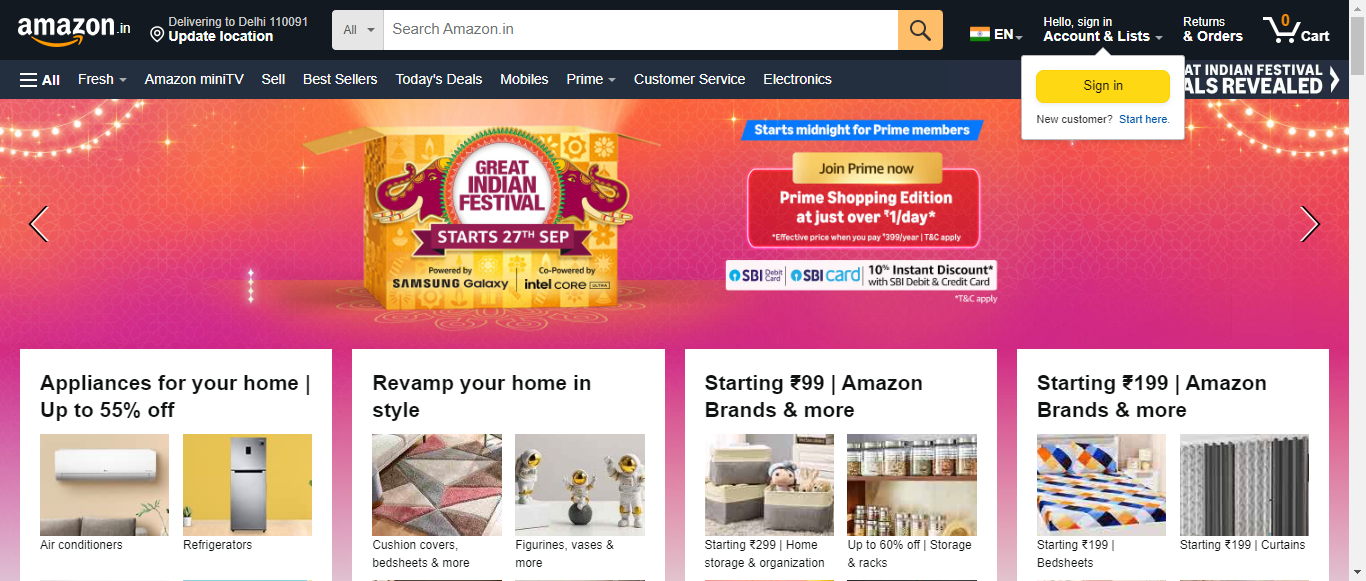 amazon.in
Delivering to Delhi 110091
Update location
All
Search Amazon.in
EN
Hello, sign in
Account & Lists
Returns
& Orders
0
Cart
All
Fresh
Amazon miniTV
Sell
Best Sellers
Today's Deals
Mobiles
Prime
Customer Service
Electronics
AT INDIAN FESTIVAL
ALS REVEALED
Sign in
New customer? Start here.
GREAT
INDIAN
FESTIVAL
STARTS 27TH SEP
Powered by
SAMSUNG Galaxy
Co-Powered by
intel CORE ULTRA
Starts midnight for Prime members
Join Prime now
Prime Shopping Edition
at just over ₹1/day*
*Effective price when you pay ₹399/year | T&C apply
SBI Debit Card
SBI card
10% Instant Discount*
with SBI Debit & Credit Card
*T&C apply
Appliances for your home |
Up to 55% off
Air conditioners
Refrigerators
Revamp your home in
style
Cushion covers,
bedsheets & more
Figurines, vases &
more
Starting ₹99 | Amazon
Brands & more
Starting ₹299 | Home
storage & organization
Up to 60% off | Storage
& racks
Starting ₹199 | Amazon
Brands & more
Starting ₹199 |
Bedsheets
Starting ₹199 | Curtains